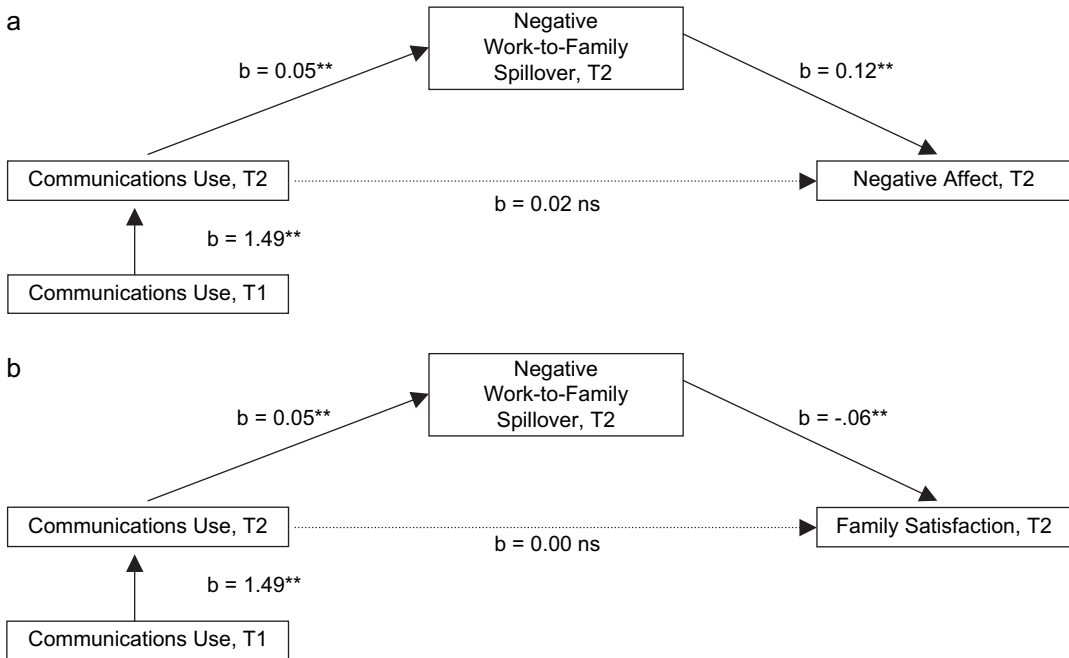 a
Negative
Work-to-Family
Spillover, T2
b = 0.05**
b = 0.12**
Communications Use, T2
Negative Affect, T2
b = 0.02 ns
b = 1.49**
Communications Use, T1
b
Negative
Work-to-Family
Spillover, T2
b = 0.05**
b = -.06**
Communications Use, T2
Family Satisfaction, T2
b = 0.00 ns
b = 1.49**
Communications Use, T1